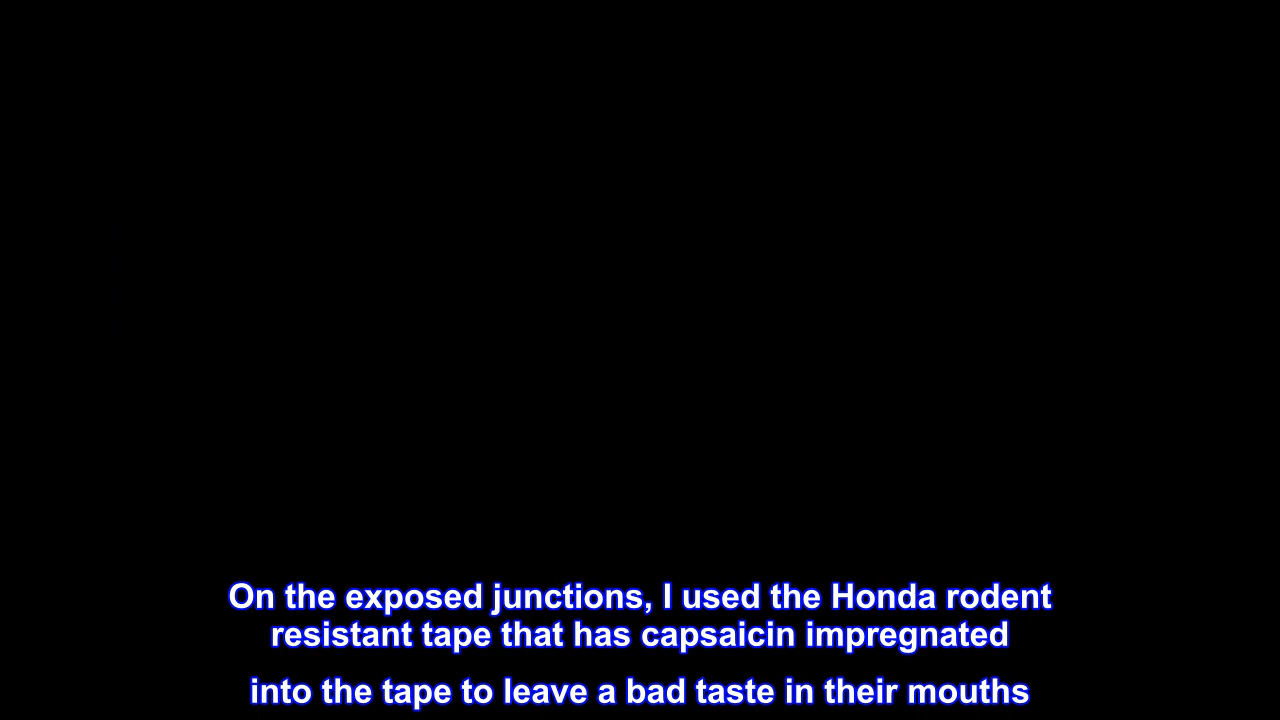 On the exposed junctions, I used the Honda rodent
resistant tape that has capsaicin impregnated
into the tape to leave a bad taste in their mouths